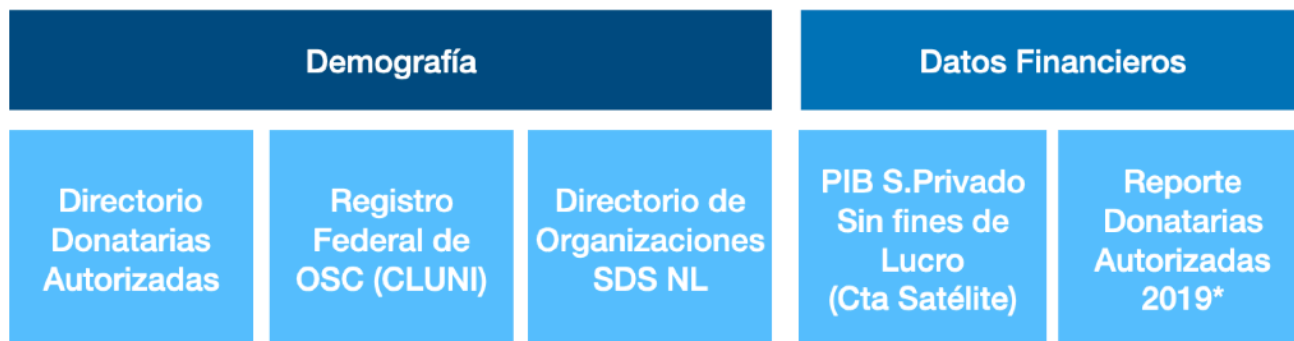 Demografía
Datos Financieros
Directorio
Donatarias
Autorizadas
Registro
Federal de
OSC (CLUNI)
Directorio de
Organizaciones
SDS NL
PIB S.Privado
Sin fines de
Lucro
(Cta Satélite)
Reporte
Donatarias
Autorizadas
2019*